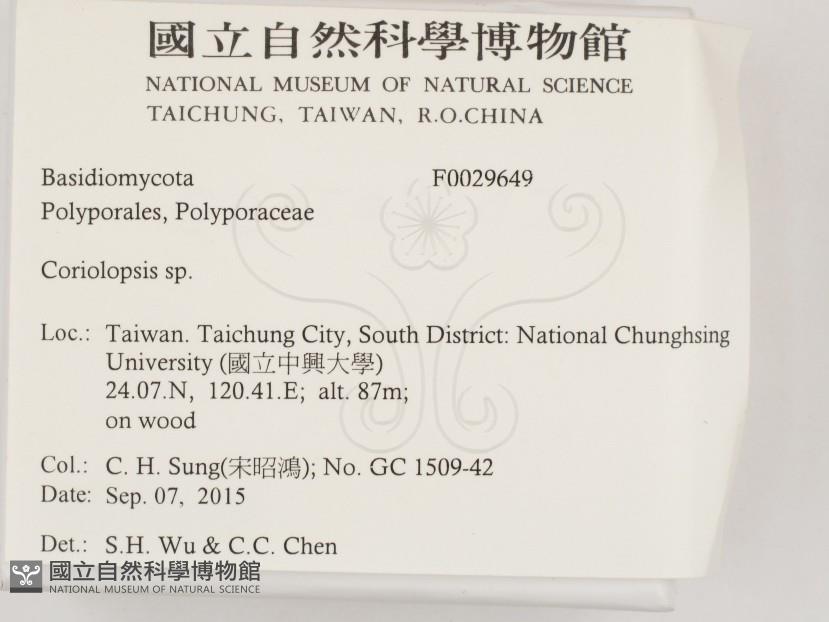 國立自然科學博物館
NATIONAL MUSEUM OF NATURAL SCIENCE
TAICHUNG, TAIWAN, R.O.CHINA
Basidiomycota F0029649
Polyporales, Polyporaceae
Coriolopsis sp.
Loc.: Taiwan. Taichung City, South District: National Chunghsing
University (國立中興大學)
24.07.N, 120.41.E; alt. 87m;
on wood
Col.: C. H. Sung(宋昭鴻); No. GC 1509-42
Date: Sep. 07, 2015
Det.: S.H. Wu & C.C. Chen
國立自然科學博物館
NATIONAL MUSEUM OF NATURAL SCIENCE